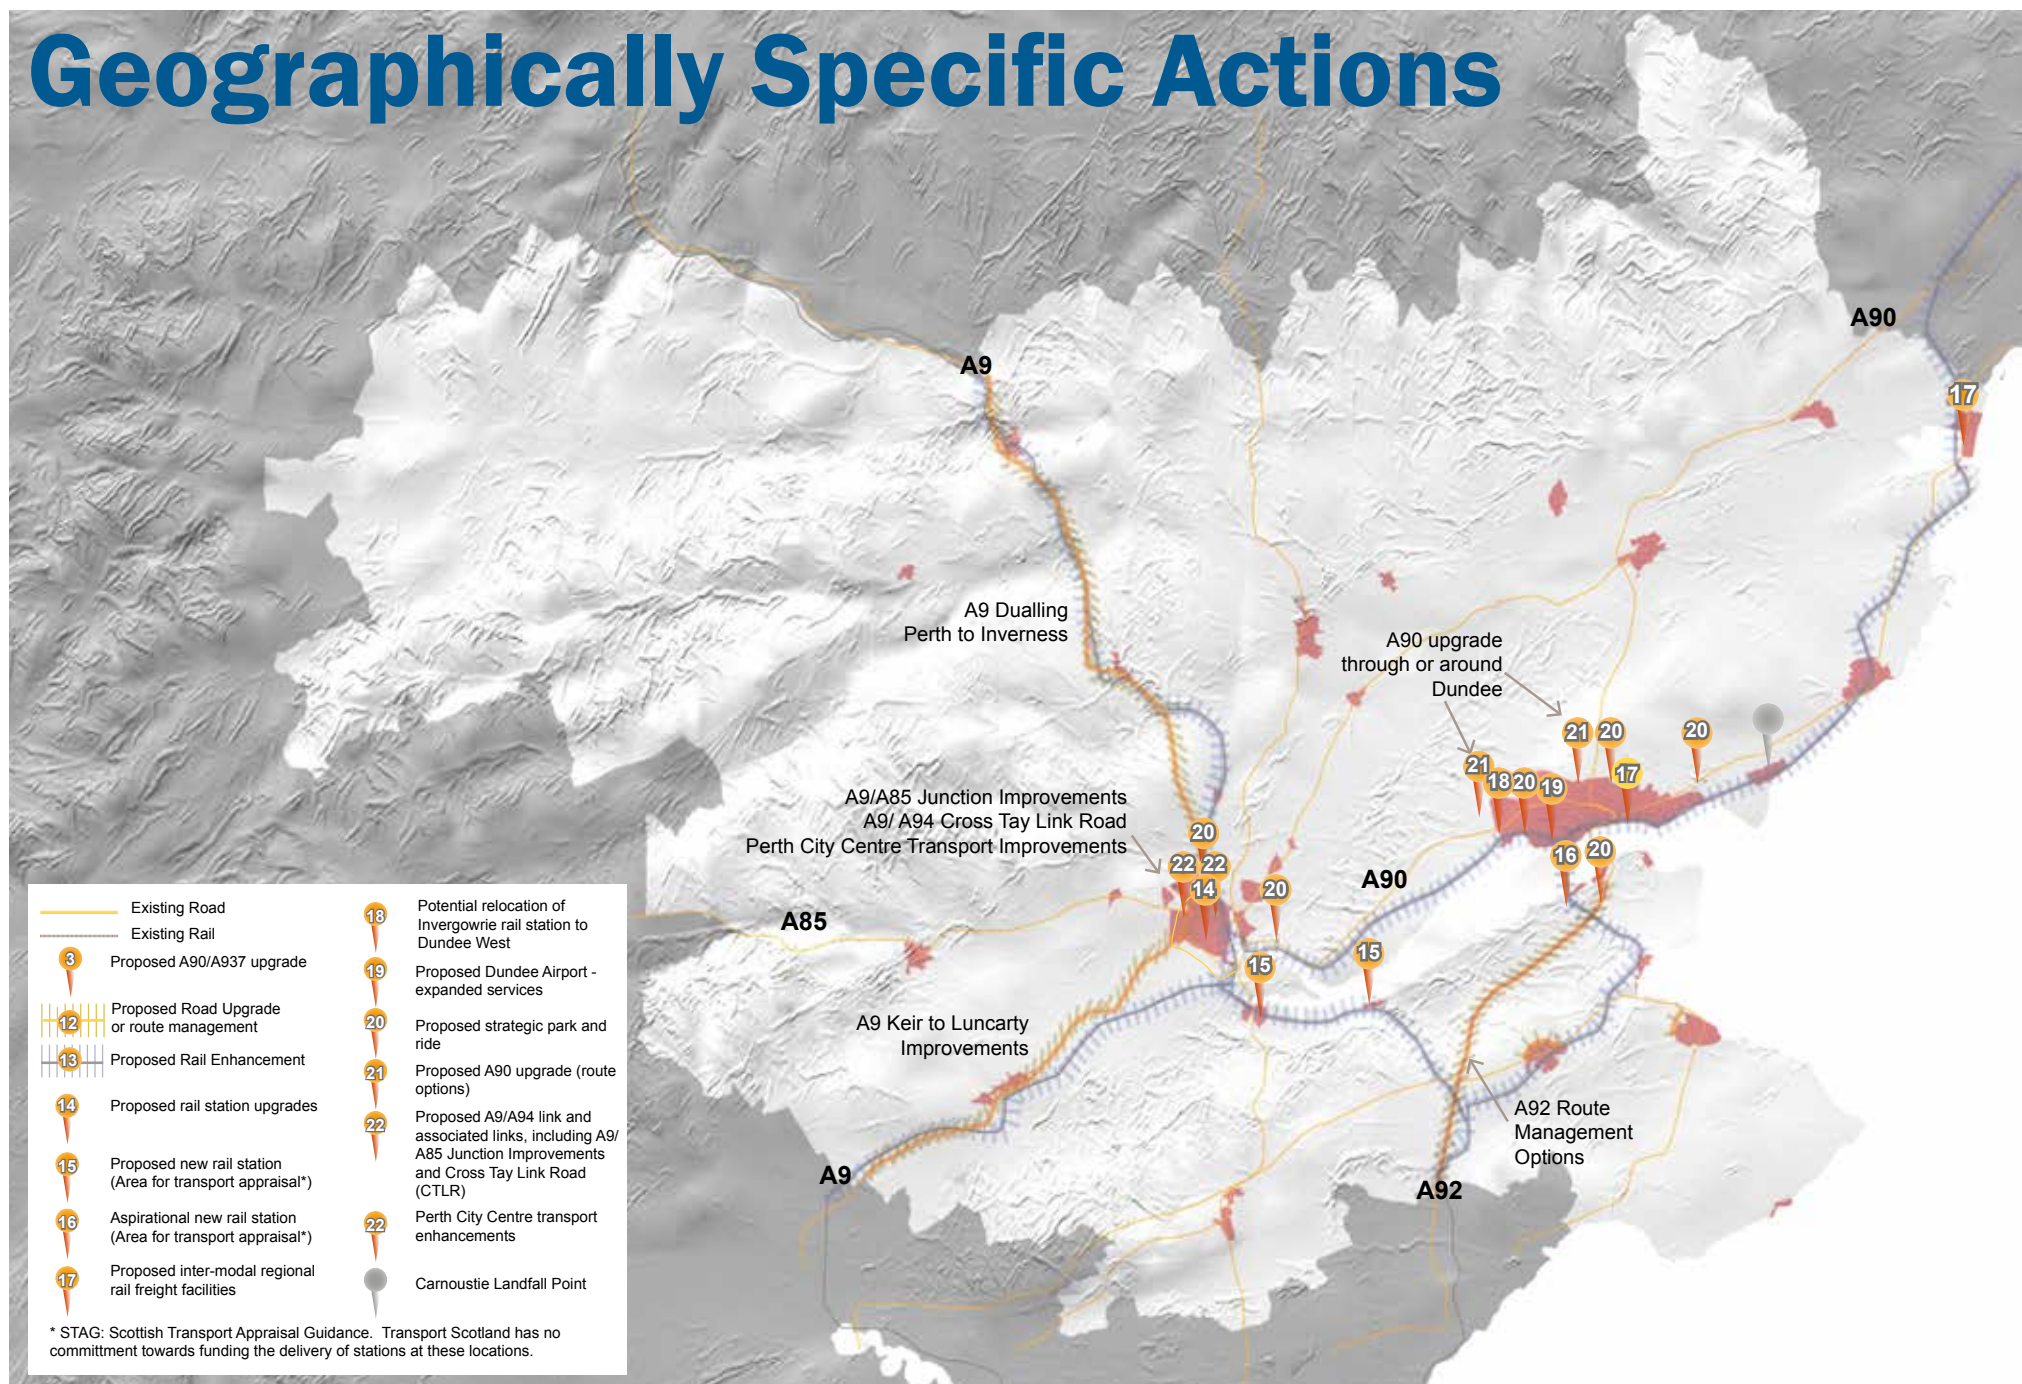 Geographically Specific Actions
A90
A9
17
A9 Dualling
Perth to Inverness
A90 upgrade
through or around
Dundee
21
20
20
21
18
20
19
17
A9/A85 Junction Improvements
A9/ A94 Cross Tay Link Road
Perth City Centre Transport Improvements
20
22
22
14
20
16
20
A90
A85
15
15
A9 Keir to Luncarty
Improvements
A92 Route
Management
Options
A9
A92
Existing Road
Existing Rail
3
Proposed A90/A937 upgrade
12
Proposed Road Upgrade
or route management
13
Proposed Rail Enhancement
14
Proposed rail station upgrades
15
Proposed new rail station
(Area for transport appraisal*)
16
Aspirational new rail station
(Area for transport appraisal*)
17
Proposed inter-modal regional
rail freight facilities
18
Potential relocation of
Invergowrie rail station to
Dundee West
19
Proposed Dundee Airport -
expanded services
20
Proposed strategic park and
ride
21
Proposed A90 upgrade (route
options)
22
Proposed A9/A94 link and
associated links, including A9/
A85 Junction Improvements
and Cross Tay Link Road
(CTLR)
22
Perth City Centre transport
enhancements
Carnoustie Landfall Point
* STAG: Scottish Transport Appraisal Guidance. Transport Scotland has no
committment towards funding the delivery of stations at these locations.